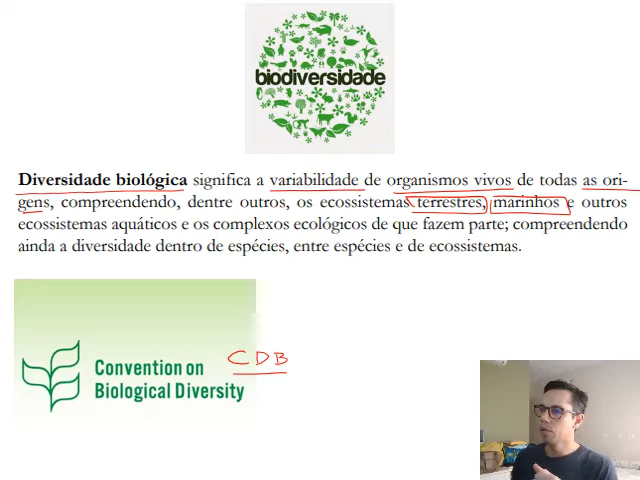 biodiversidade
Diversidade biológica significa a variabilidade de organismos vivos de todas as ori-
gens, compreendendo, dentre outros, os ecossistemas terrestres, marinhos e outros
ecossistemas aquáticos e os complexos ecológicos de que fazem parte; compreendendo
ainda a diversidade dentro de espécies, entre espécies e de ecossistemas.
CDB
Convention on
Biological Diversity